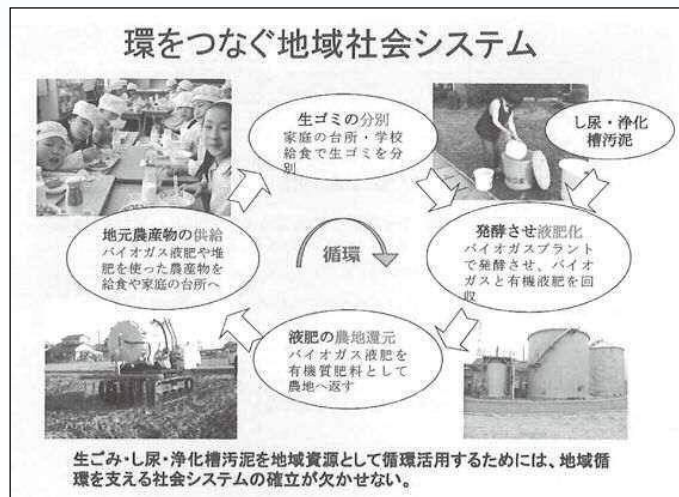 環をつなぐ地域社会システム
生ゴミの分別
家庭の台所・学校
給食で生ゴミを分
別
し尿・浄化
槽汚泥
地元農産物の供給
バイオガス液肥や堆
肥を使った農産物を
給食や家庭の台所へ
循環
発酵させ液肥化
バイオガスプラント
で発酵させ、バイオ
ガスと有機液肥を回
収
液肥の農地還元
バイオガス液肥を
有機質肥料として
農地へ返す
生ごみ・し尿・浄化槽汚泥を地域資源として循環活用するためには、地域循
環を支える社会システムの確立が欠かせない。